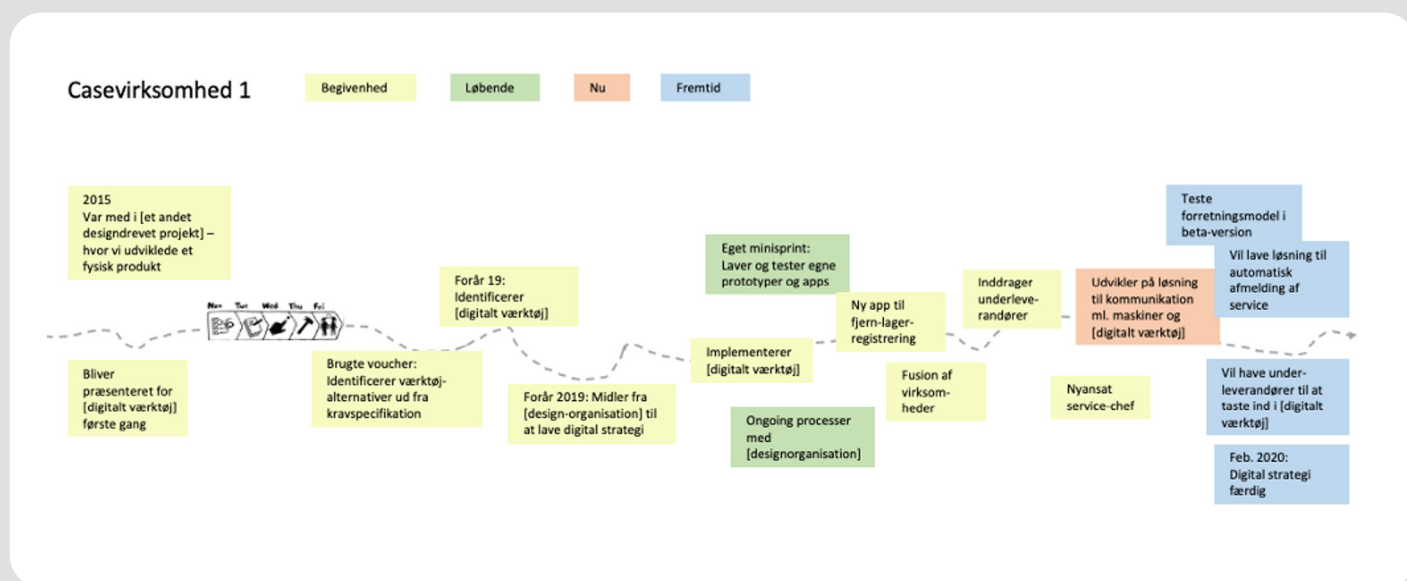 Casevirksomhed 1
Begivenhed
Løbende
Nu
Fremtid
2015
Var med i [et andet
designdrevet projekt] –
hvor vi udviklede et
fysisk produkt
Bliver
præsenteret for
[digitalt værktøj]
første gang
Mon Tue Wed Thu Fri
Brugte voucher:
Identificerer værktøj-
alternativer ud fra
kravspecifikation
Forår 19:
Identificerer
[digitalt værktøj]
Forår 2019: Midler fra
[design-organisation] til
at lave digital strategi
Eget minisprint:
Laver og tester egne
prototyper og apps
Implementerer
[digitalt værktøj]
Ongoing processer
med
[designorganisation]
Ny app til
fjern-lager-
registrering
Fusion af
virksom-
heder
Inddrager
underleve-
randører
Nyansat
service-chef
Udvikler på løsning
til kommunikation
ml. maskiner og
[digitalt værktøj]
Teste
forretningsmodel i
beta-version
Vil lave løsning til
automatisk
afmelding af
service
Vil have under-
leverandører til at
taste ind i [digitalt
værktøj]
Feb. 2020:
Digital strategi
færdig